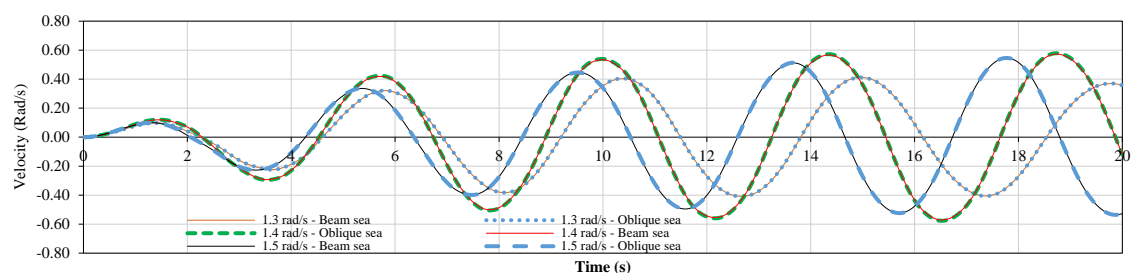 0.80
0.60
0.40
0.20
0.00
-0.20
-0.40
-0.60
-0.80
Velocity (Rad/s)
0 2 4 6 8 10 12 14 16 18 20
1.3 rad/s - Beam sea 1.3 rad/s - Oblique sea
1.4 rad/s - Oblique sea 1.4 rad/s - Beam sea
1.5 rad/s - Beam sea 1.5 rad/s - Oblique sea
Time (s)